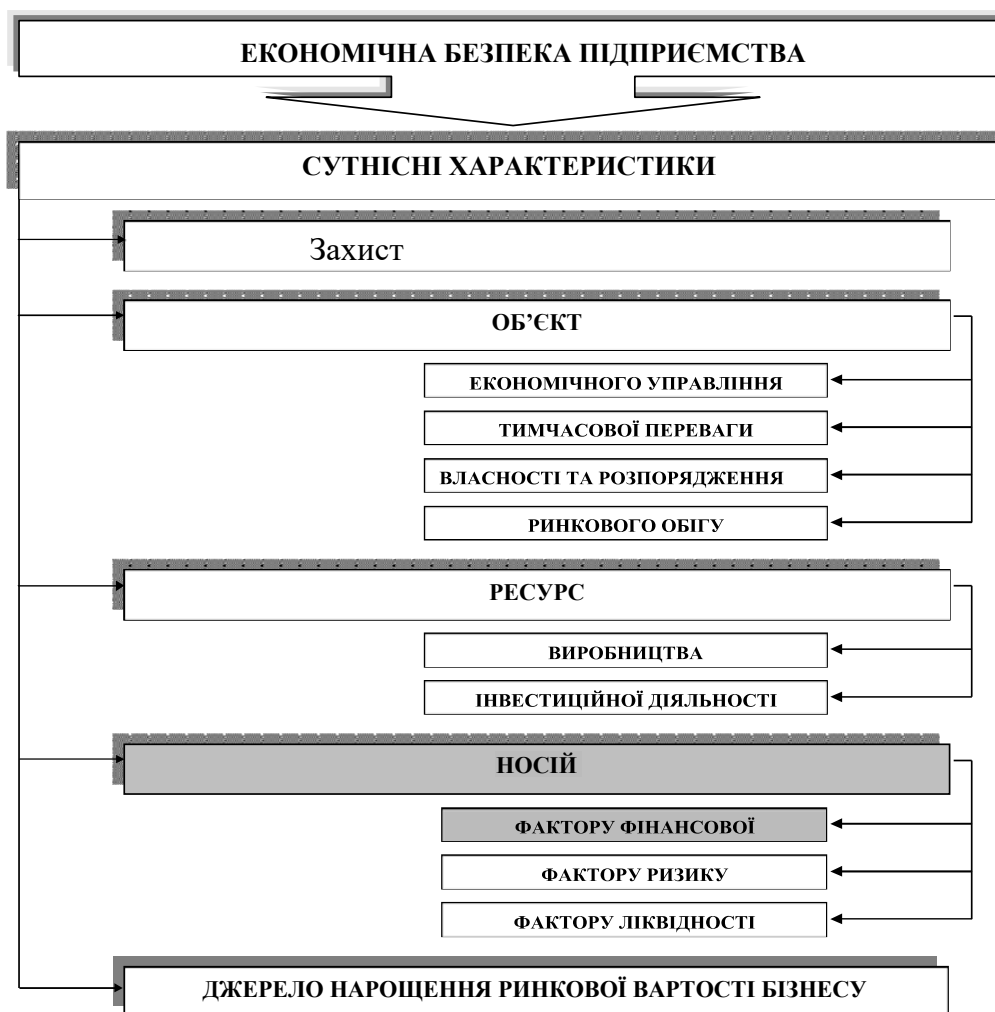 ЕКОНОМІЧНА БЕЗПЕКА ПІДПРИЄМСТВА
СУТНІСНІ ХАРАКТЕРИСТИКИ
Захист
ОБ’ЄКТ
ЕКОНОМІЧНОГО УПРАВЛІННЯ
ТИМЧАСОВОЇ ПЕРЕВАГИ
ВЛАСНОСТІ ТА РОЗПОРЯДЖЕННЯ
РИНКОВОГО ОБІГУ
РЕСУРС
ВИРОБНИЦТВА
ІНВЕСТИЦІЙНОЇ ДІЯЛЬНОСТІ
НОСІЙ
ФАКТОРУ ФІНАНСОВОЇ
ФАКТОРУ РИЗИКУ
ФАКТОРУ ЛІКВІДНОСТІ
ДЖЕРЕЛО НАРОЩЕННЯ РИНКОВОЇ ВАРТОСТІ БІЗНЕСУ